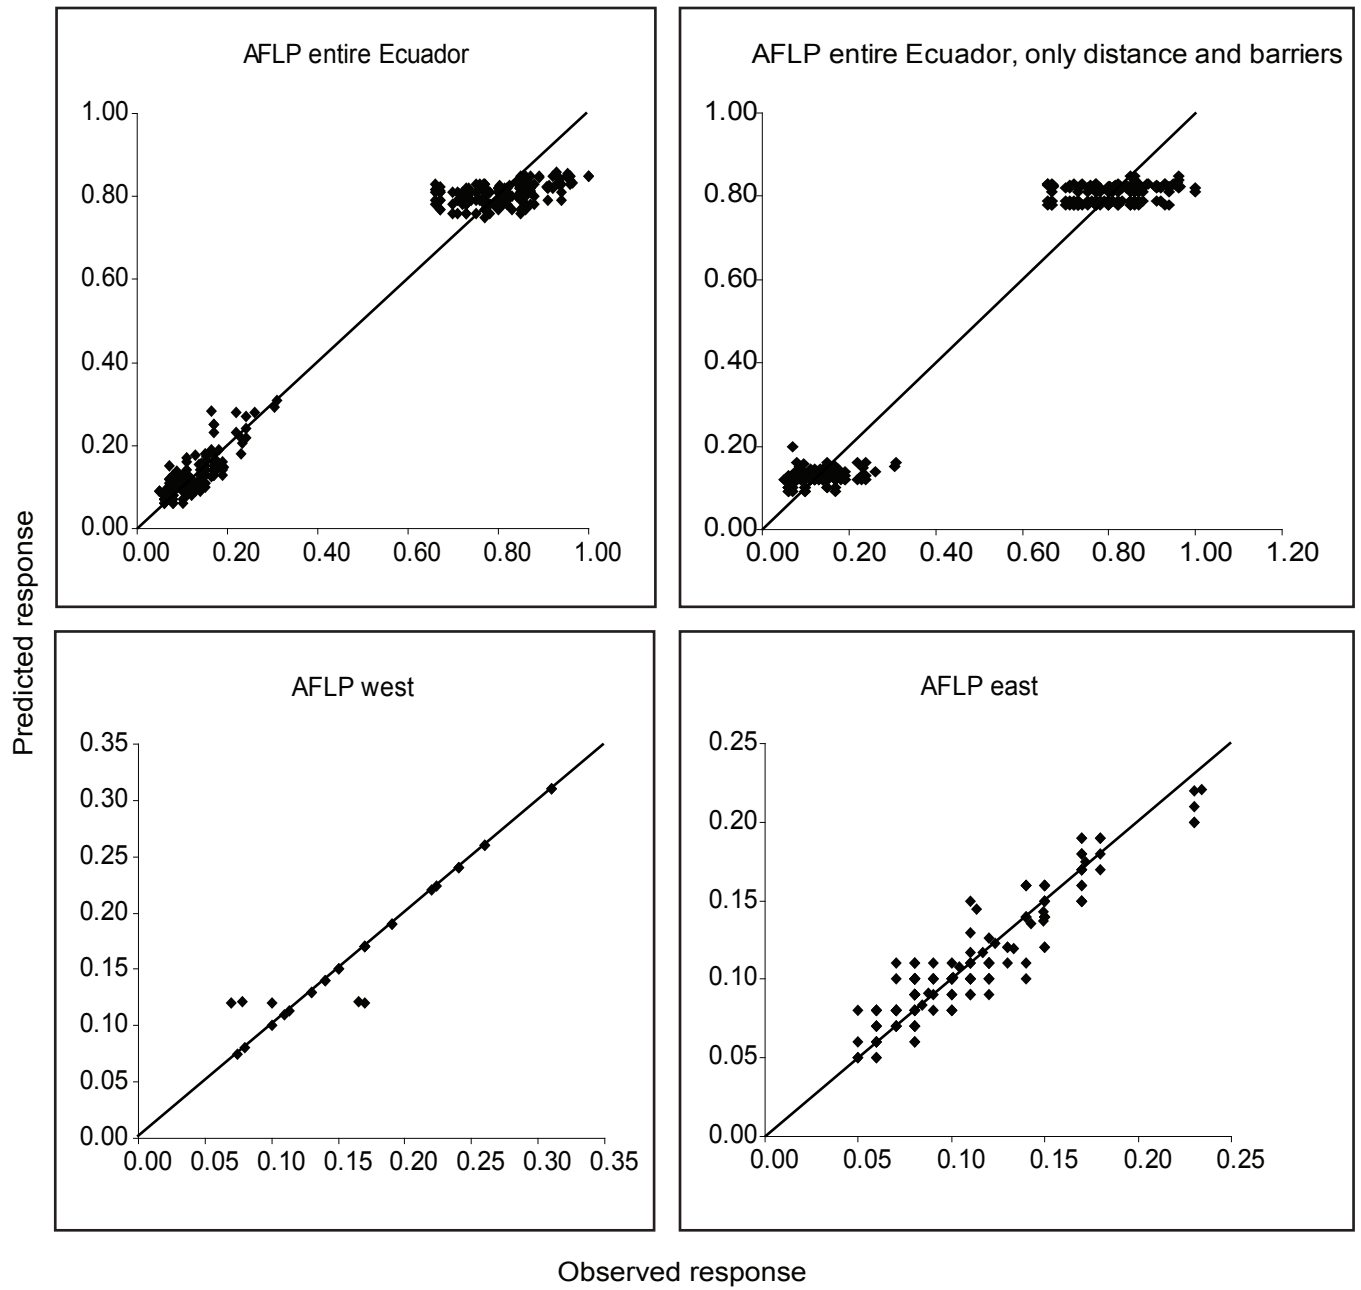 AFLP entire Ecuador
1.00
0.80
0.60
0.40
0.20
0.00
0.00 0.20 0.40 0.60 0.80 1.00
AFLP entire Ecuador, only distance and barriers
1.00
0.80
0.60
0.40
0.20
0.00
0.00 0.20 0.40 0.60 0.80 1.00 1.20
Predicted response
AFLP west
0.35
0.30
0.25
0.20
0.15
0.10
0.05
0.00
0.00 0.05 0.10 0.15 0.20 0.25 0.30 0.35
AFLP east
0.25
0.20
0.15
0.10
0.05
0.00
0.00 0.05 0.10 0.15 0.20 0.25
Observed response